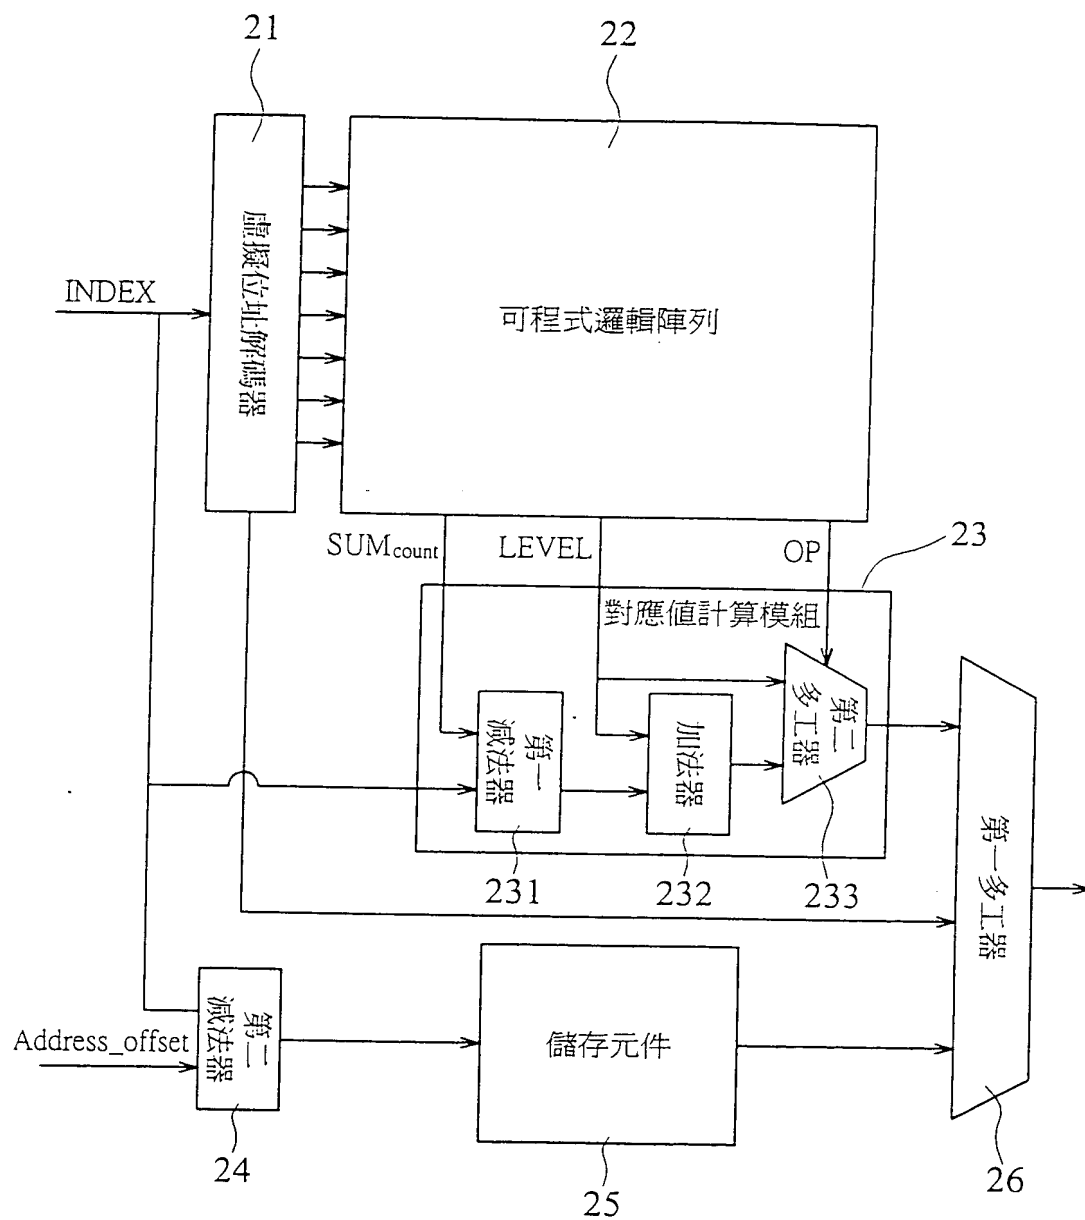 21
22
虛擬位址解碼器
INDEX
可程式邏輯陣列
SUMcount
LEVEL
OP
23
對應值計算模組
第一
減法器
加法器
第二
多工器
231
232
233
第一多工器
Address_offset
第二
減法器
儲存元件
24
25
26